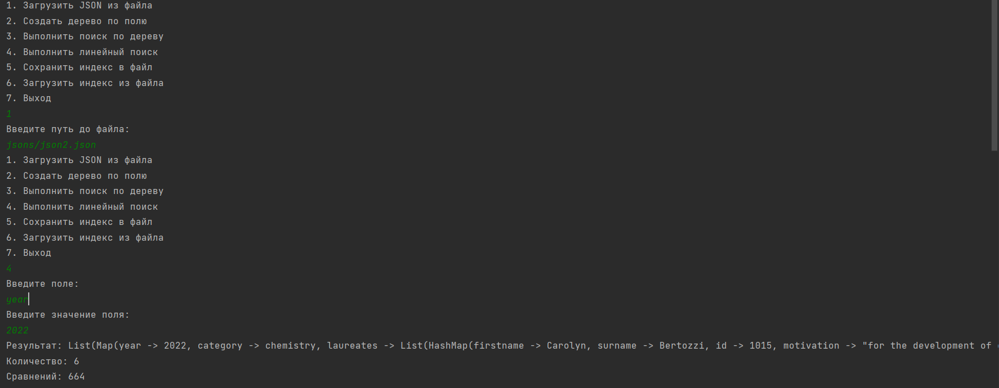 1. Загрузить JSON из файла
2. Создать дерево по полю
3. Выполнить поиск по дереву
4. Выполнить линейный поиск
5. Сохранить индекс в файл
6. Загрузить индекс из файла
7. Выход
1
Введите путь до файла:
jsons/json2.json
1. Загрузить JSON из файла
2. Создать дерево по полю
3. Выполнить поиск по дереву
4. Выполнить линейный поиск
5. Сохранить индекс в файл
6. Загрузить индекс из файла
7. Выход
4
Введите поле:
year
Введите значение поля:
2022
Результат: List(Map(year -> 2022, category -> chemistry, laureates -> List(HashMap(firstname -> Carolyn, surname -> Bertozzi, id -> 1015, motivation -> "for the development of
Количество: 6
Сравнений: 664